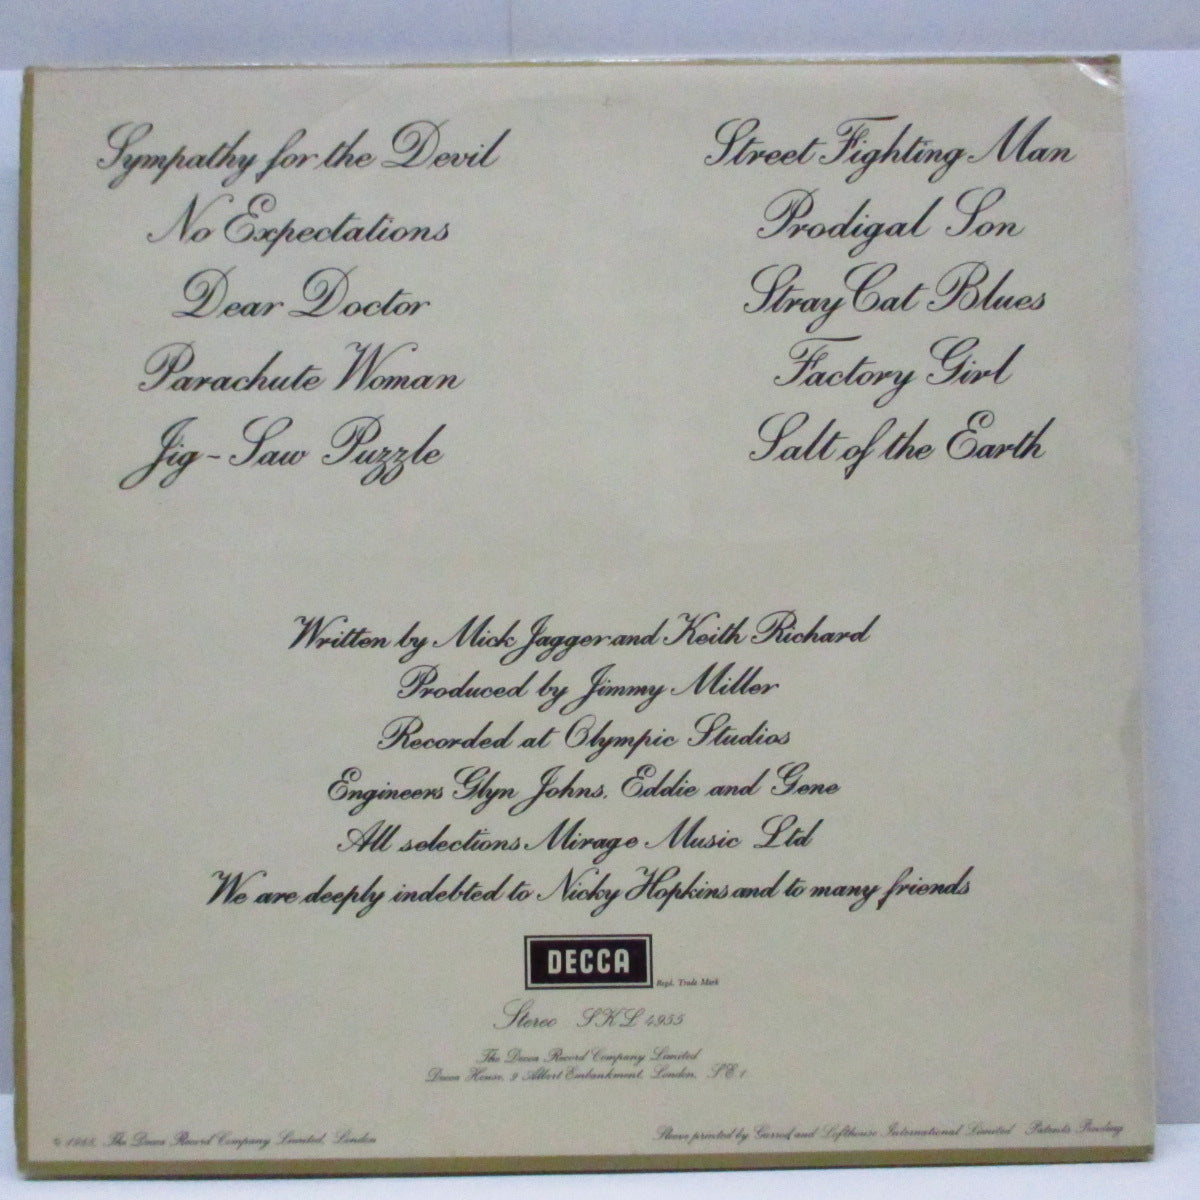 Sympathy for the Devil
No Expectations
Dear Doctor
Parachute Woman
Jig-Saw Puzzle
Street Fighting Man
Prodigal Son
Stray Cat Blues
Factory Girl
Salt of the Earth
Written by Mick Jagger and Keith Richard
Produced by Jimmy Miller
Recorded at Olympic Studios
Engineers Glyn Johns, Eddie and Gene
All selections Mirage Music Ltd
We are deeply indebted to Nicky Hopkins and to many friends
DECCA
Regd. Trade Mark
Stereo SKL 4955
The Decca Record Company Limited
Decca House, 9 Albert Embankment, London, S.E.1.
The Decca Record Company Limited, London
Sleeve printed by Garrod and Lofthouse International Limited Patents Pending